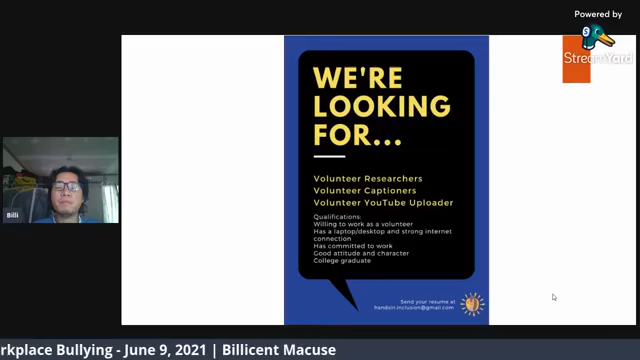 Powered by
StreamYard
WE'RE
LOOKING
FOR...
Volunteer Researchers
Volunteer Captioners
Volunteer YouTube Uploader
Qualifications:
Willing to work as a volunteer
Has a laptop/desktop and strong internet
connection
Has committed to work
Good attitude and character
College graduate
Send your resume at
handsin.inclusion@gmail.com
Billi
rkplace Bullying - June 9, 2021 | Billicent Macuse